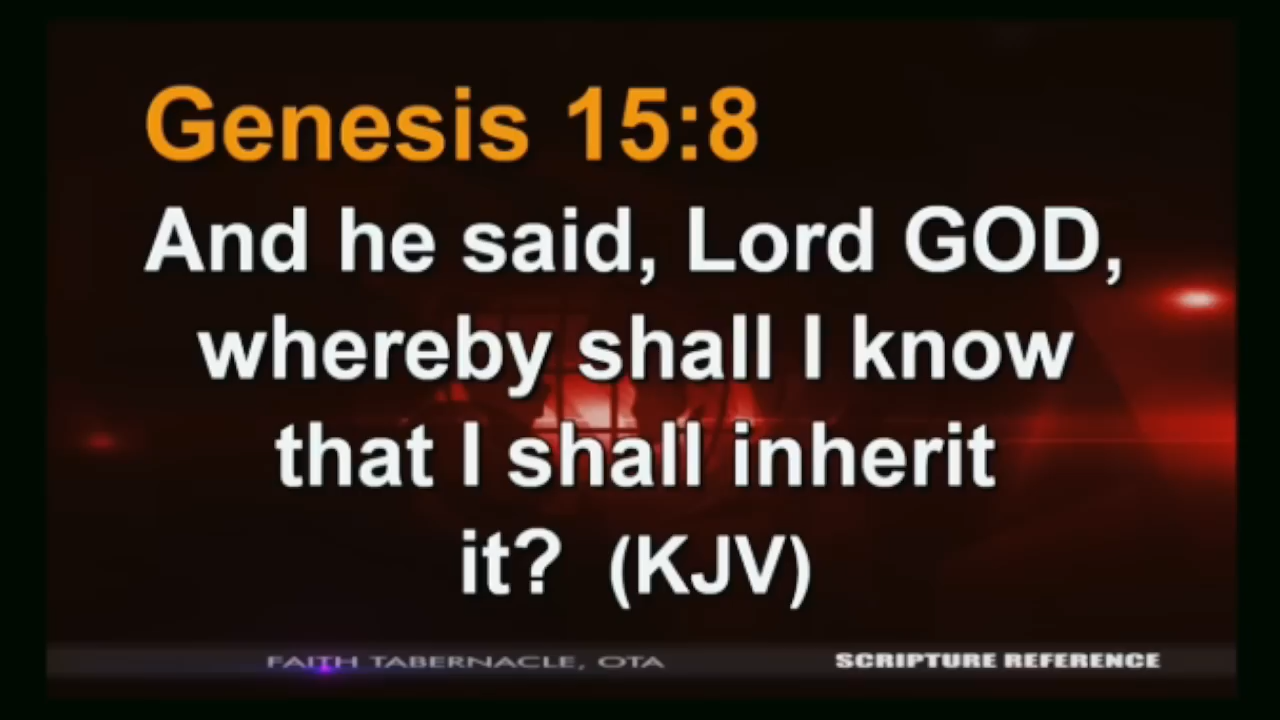 Genesis 15:8
And he said, Lord GOD,
whereby shall I know
that I shall inherit
it? (KJV)
FAITH TABERNACLE, OTA
SCRIPTURE REFERENCE